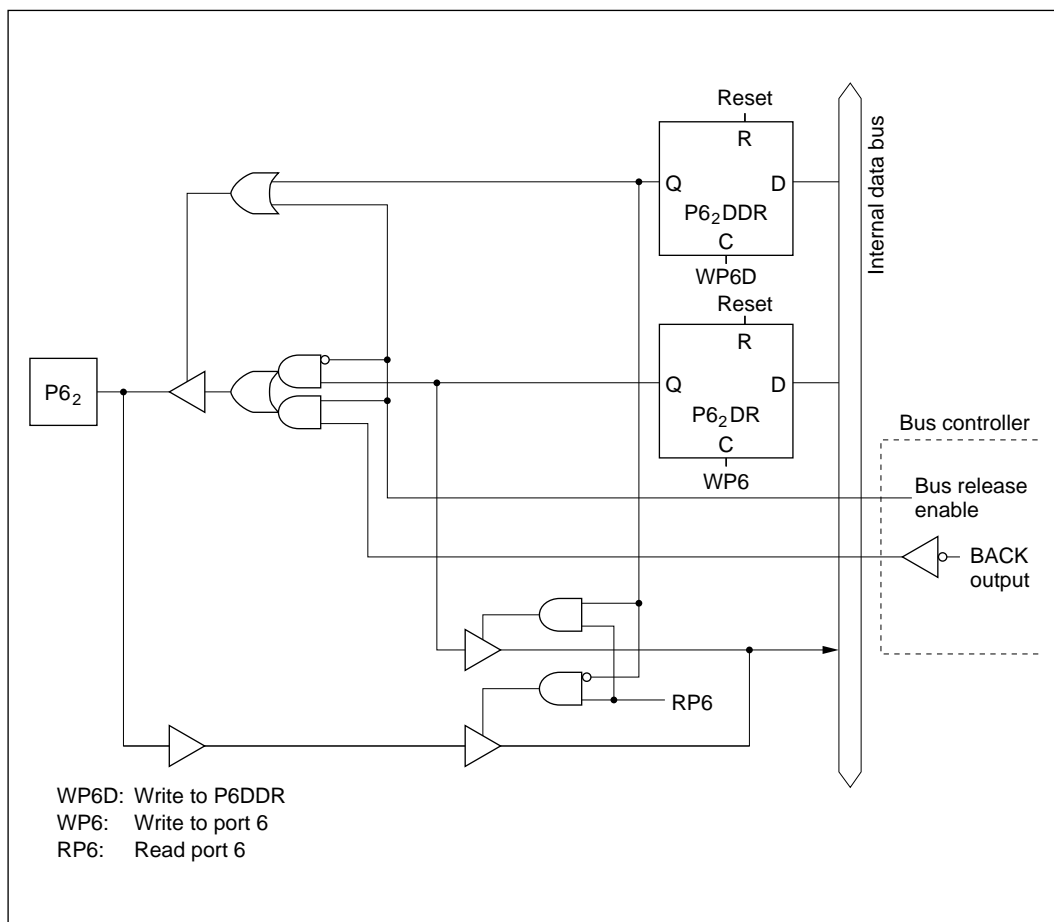 Reset
R
Q
D
P6₂DDR
C
WP6D
Internal data bus
Reset
R
P6₂
Q
D
P6₂DR
C
WP6
Bus controller
Bus release
enable
BACK
output
RP6
WP6D: Write to P6DDR
WP6: Write to port 6
RP6: Read port 6